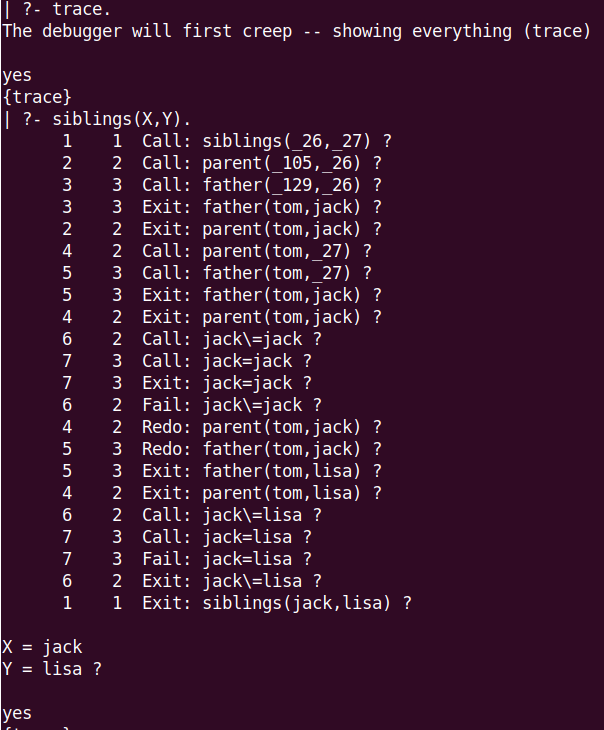 | ?- trace.
The debugger will first creep -- showing everything (trace)
yes
{trace}
| ?- siblings(X,Y).
1 1 Call: siblings(_26,_27) ?
2 2 Call: parent(_105,_26) ?
3 3 Call: father(_129,_26) ?
3 3 Exit: father(tom,jack) ?
2 2 Exit: parent(tom,jack) ?
4 2 Call: parent(tom,_27) ?
5 3 Call: father(tom,_27) ?
5 3 Exit: father(tom,jack) ?
4 2 Exit: parent(tom,jack) ?
6 2 Call: jack\=jack ?
7 3 Call: jack=jack ?
7 3 Exit: jack=jack ?
6 2 Fail: jack\=jack ?
4 2 Redo: parent(tom,jack) ?
5 3 Redo: father(tom,jack) ?
5 3 Exit: father(tom,lisa) ?
4 2 Exit: parent(tom,lisa) ?
6 2 Call: jack\=lisa ?
7 3 Call: jack=lisa ?
7 3 Fail: jack=lisa ?
6 2 Exit: jack\=lisa ?
1 1 Exit: siblings(jack,lisa) ?
X = jack
Y = lisa ?
yes